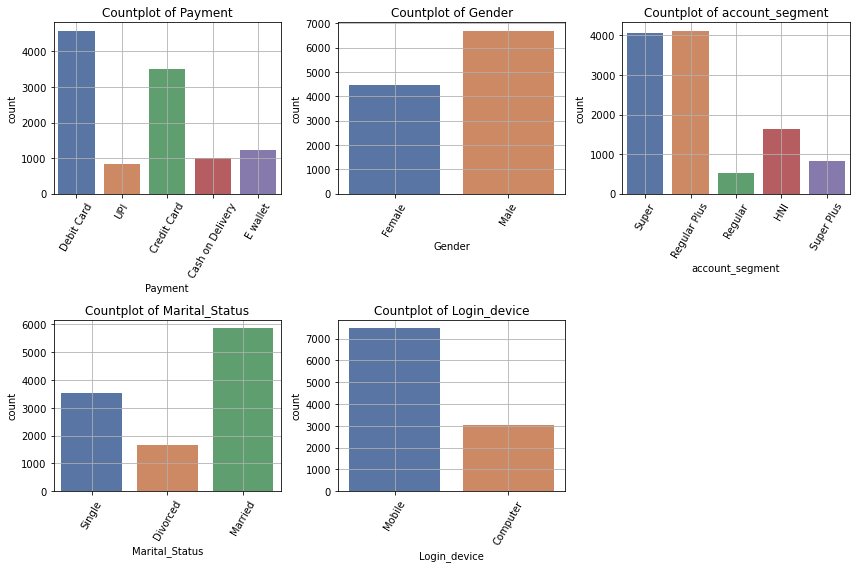 Countplot of Payment
4000
3000
2000
1000
0
count
Debit Card
UPI
Credit Card
Cash on Delivery
E wallet
Payment
Countplot of Gender
7000
6000
5000
4000
3000
2000
1000
0
count
Female
Male
Gender
Countplot of account_segment
4000
3000
2000
1000
0
count
Super
Regular Plus
Regular
HNI
Super Plus
account_segment
Countplot of Marital_Status
6000
5000
4000
3000
2000
1000
0
count
Single
Divorced
Married
Marital_Status
Countplot of Login_device
7000
6000
5000
4000
3000
2000
1000
0
count
Mobile
Computer
Login_device